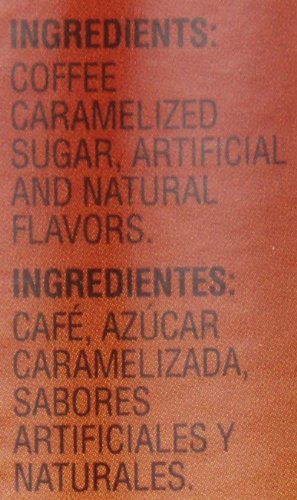 INGREDIENTS:
COFFEE
CARAMELIZED
SUGAR, ARTIFICIAL
AND NATURAL
FLAVORS.
INGREDIENTES:
CAFÉ, AZÚCAR
CARAMELIZADA,
SABORES
ARTIFICIALES Y
NATURALES.